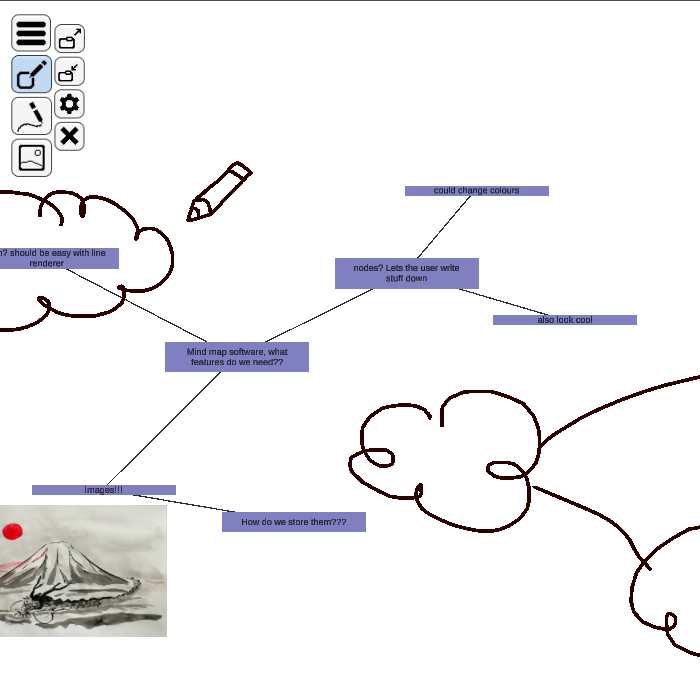 could change colours
? should be easy with line
renderer
nodes? Lets the user write
stuff down
also look cool
Mind map software, what
features do we need??
Images!!!
How do we store them???